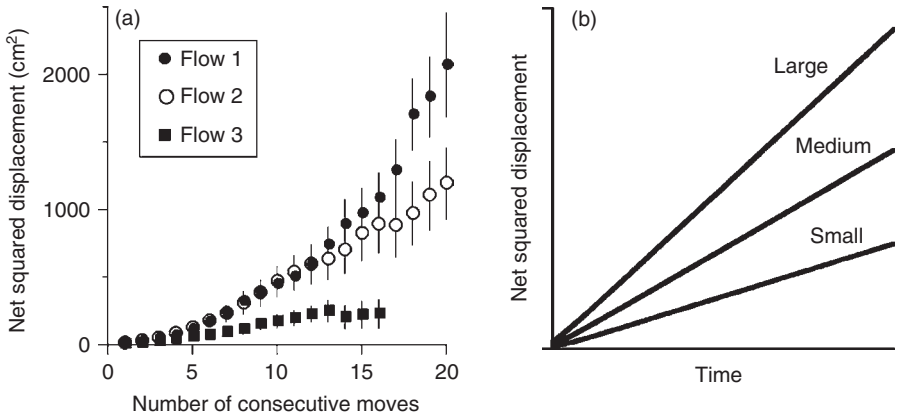 (a)
Flow 1
Flow 2
Flow 3
Net squared displacement (cm²)
2000
1000
0
0
5
10
15
20
Number of consecutive moves
(b)
Large
Medium
Small
Net squared displacement
Time